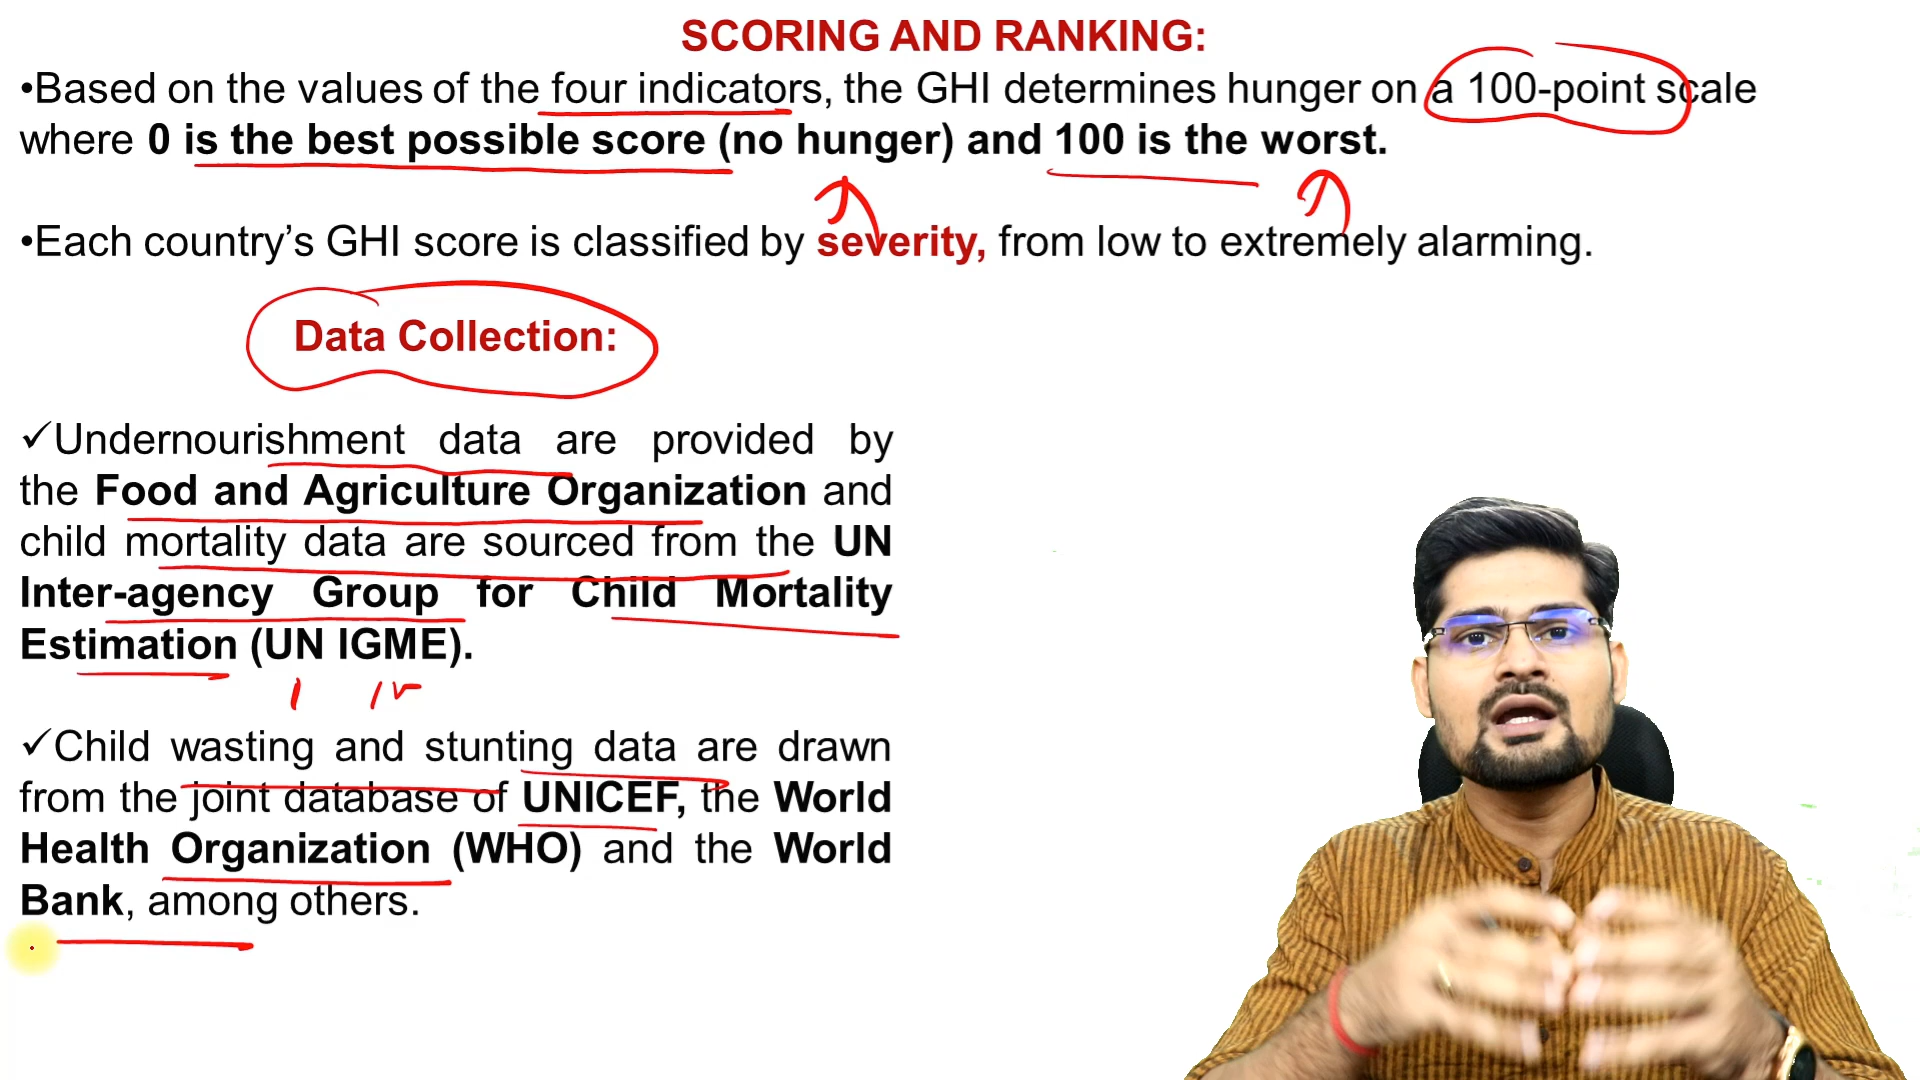 SCORING AND RANKING:
•Based on the values of the four indicators, the GHI determines hunger on a 100-point scale
where 0 is the best possible score (no hunger) and 100 is the worst.
•Each country’s GHI score is classified by severity, from low to extremely alarming.
Data Collection:
✓Undernourishment data are provided by
the Food and Agriculture Organization and
child mortality data are sourced from the UN
Inter-agency Group for Child Mortality
Estimation (UN IGME).
✓Child wasting and stunting data are drawn
from the joint database of UNICEF, the World
Health Organization (WHO) and the World
Bank, among others.